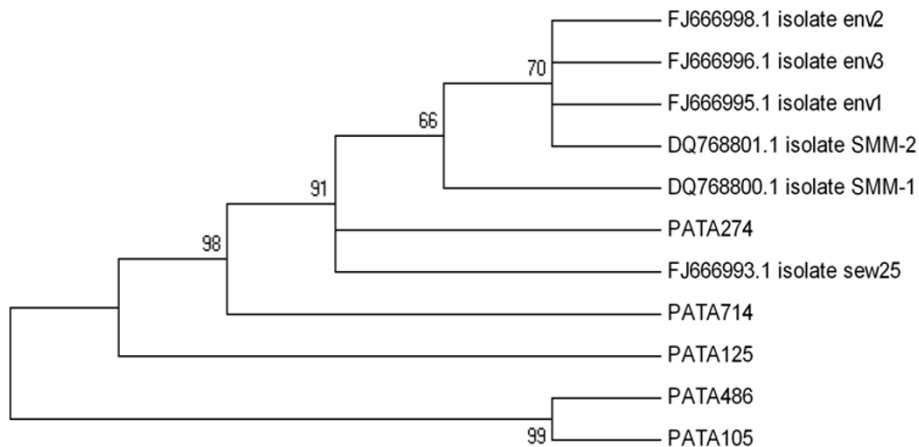 FJ666998.1 isolate env2
70
FJ666996.1 isolate env3
FJ666995.1 isolate env1
66
DQ768801.1 isolate SMM-2
91
DQ768800.1 isolate SMM-1
PATA274
98
FJ666993.1 isolate sew25
PATA714
PATA125
PATA486
99
PATA105